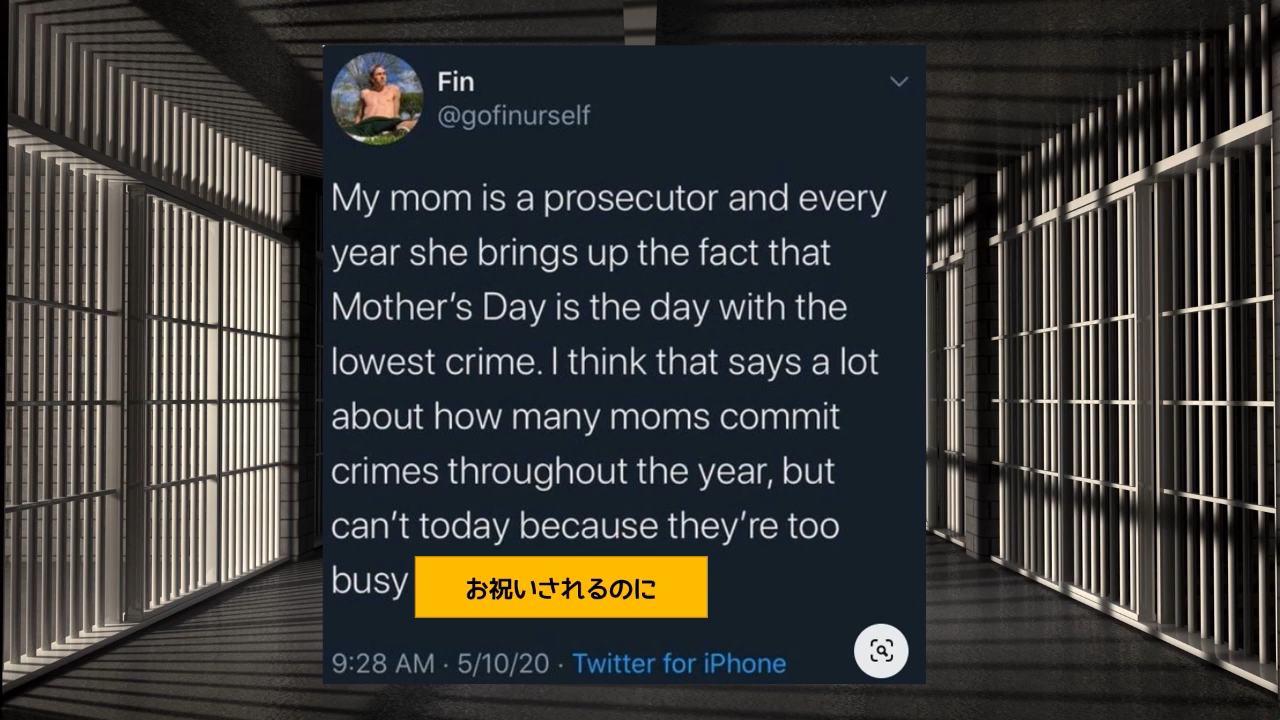 Fin
@gofinurself
My mom is a prosecutor and every
year she brings up the fact that
Mother’s Day is the day with the
lowest crime. I think that says a lot
about how many moms commit
crimes throughout the year, but
can’t today because they’re too
busy お祝いされるのに
9:28 AM · 5/10/20 · Twitter for iPhone